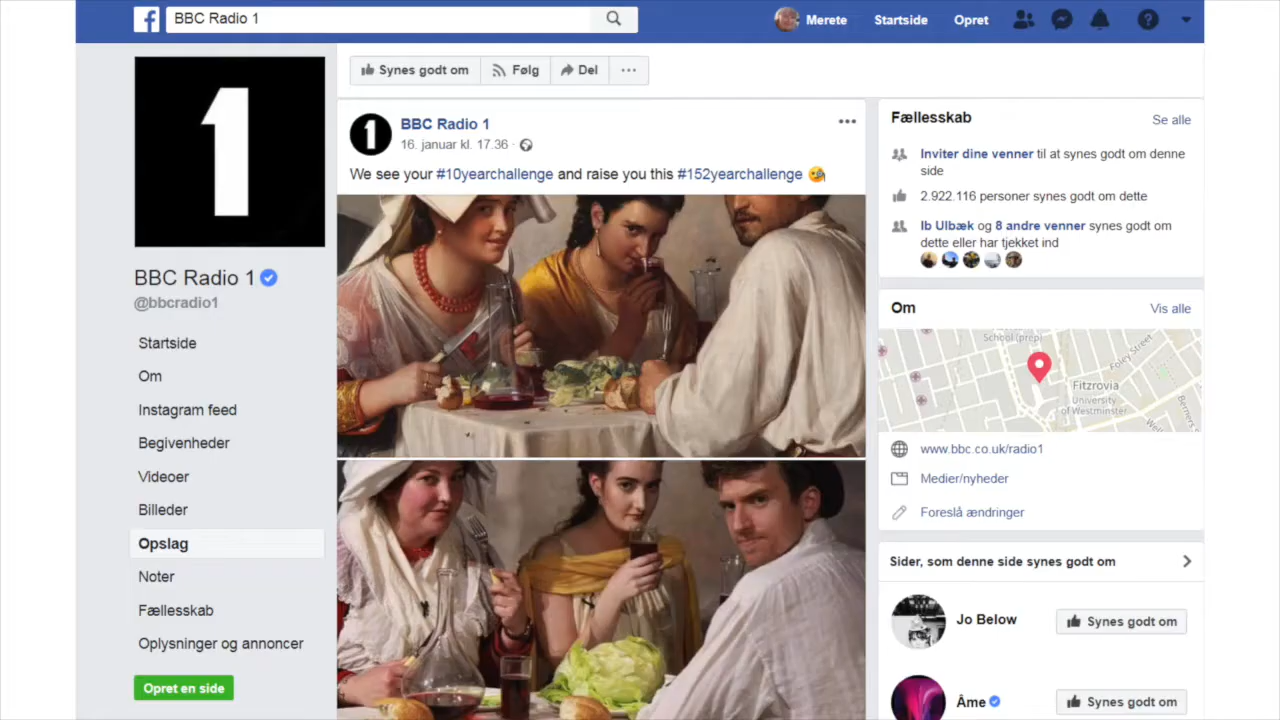 BBC Radio 1
Merete
Startside
Opret
1
BBC Radio 1
@bbcradio1
Startside
Om
Instagram feed
Begivenheder
Videoer
Billeder
Opslag
Noter
Fællesskab
Oplysninger og annoncer
Opret en side
Synes godt om
Følg
Del
1
BBC Radio 1
16. januar kl. 17.36 ·
We see your #10yearchallenge and raise you this #152yearchallenge
Fællesskab
Se alle
Inviter dine venner til at synes godt om denne
side
2.922.116 personer synes godt om dette
Ib Ulbæk og 8 andre venner synes godt om
dette eller har tjekket ind
Om
Vis alle
School (prep)
Foley Street
Fitzrovia
University
of Westminster
www.bbc.co.uk/radio1
Medier/nyheder
Foreslå ændringer
Sider, som denne side synes godt om
Jo Below
Synes godt om
Âme
Synes godt om